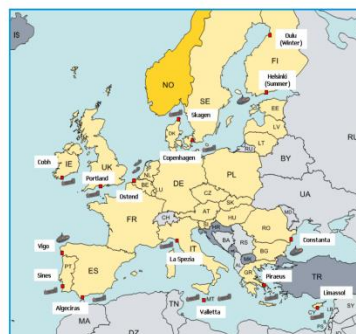 IS
Oulu
(Winter)
FI
NO
Helsinki
(Summer)
SE
Skagen
EE
LV
DK
LT
Cobh
IE
UK
Copenhagen
RU
BY
Portland
NL
BE
DE
PL
Ostend
LU
CZ
UA
SK
FR
CH
AT
HU
MD
SI
HR
RO
Vigo
IT
BA
RS
Constanta
La Spezia
BG
PT
ES
MK
Sines
GR
Piraeus
TR
Algeciras
Valletta
Limassol
MT
CY
SY
MA
DZ
TN